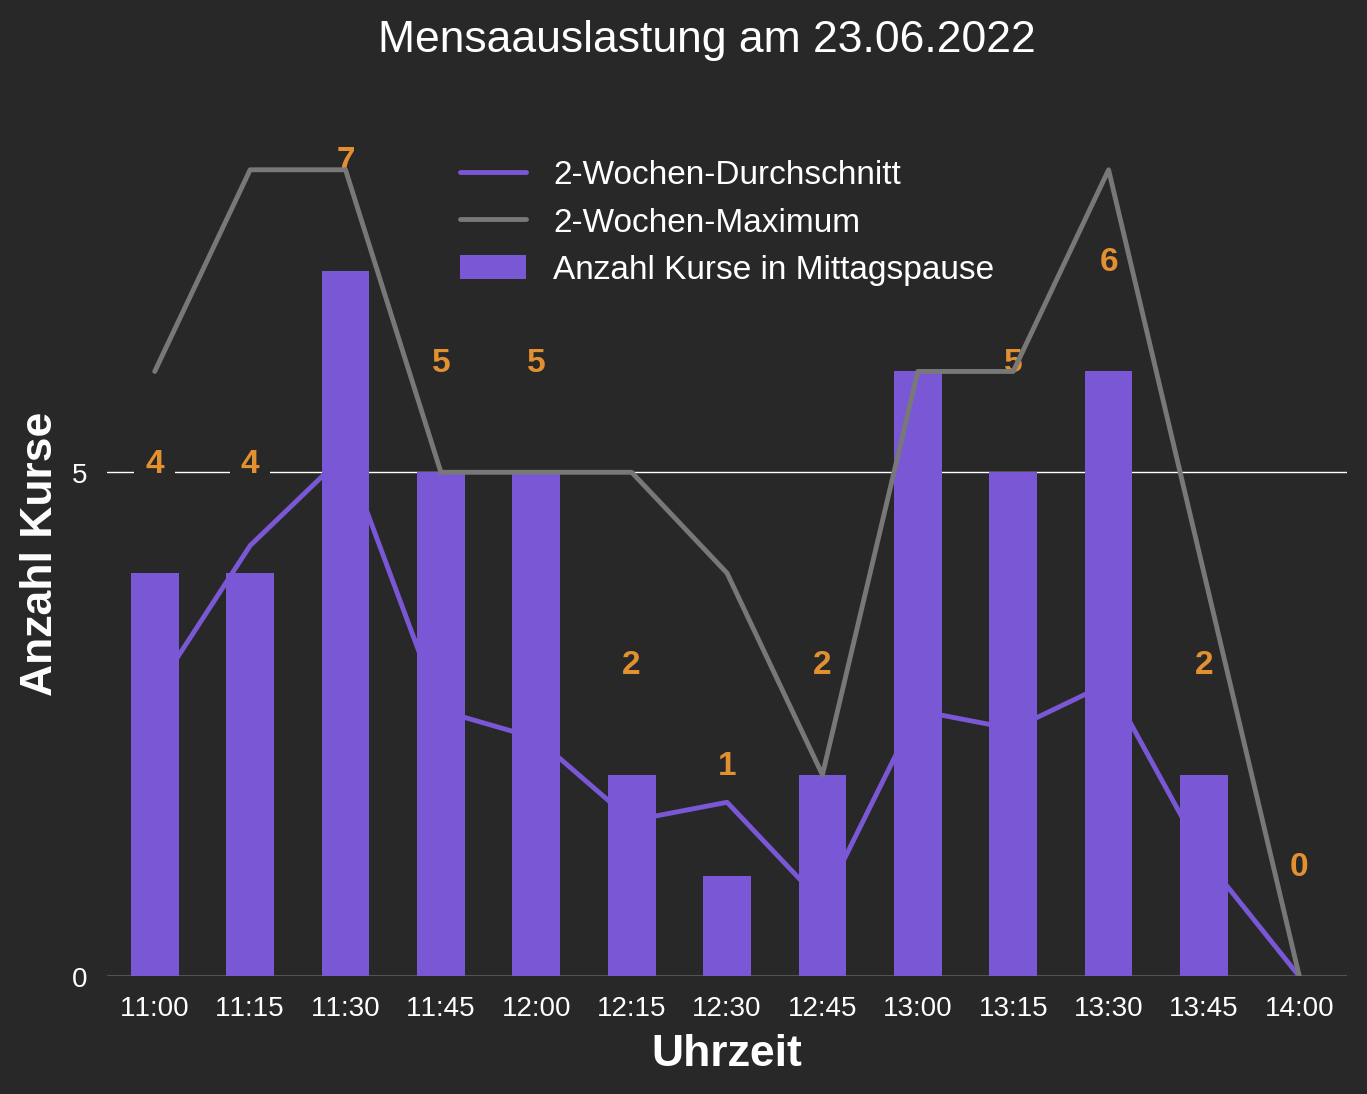 Mensaauslastung am 23.06.2022
7
2-Wochen-Durchschnitt
2-Wochen-Maximum
Anzahl Kurse in Mittagspause
6
5 5 5
4 4
5
2 2 2
1
0
0
Anzahl Kurse
11:00 11:15 11:30 11:45 12:00 12:15 12:30 12:45 13:00 13:15 13:30 13:45 14:00
Uhrzeit